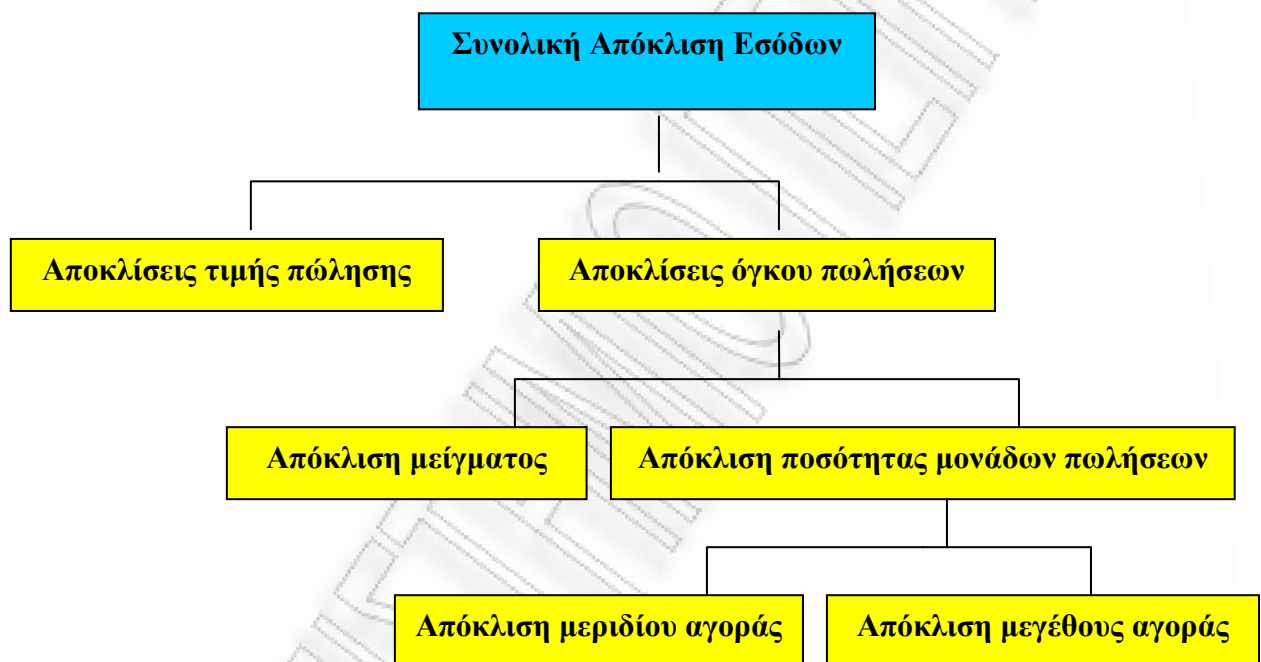 Συνολική Απόκλιση Εσόδων
Αποκλίσεις τιμής πώλησης
Αποκλίσεις όγκου πωλήσεων
Απόκλιση μείγματος
Απόκλιση ποσότητας μονάδων πωλήσεων
Απόκλιση μεριδίου αγοράς
Απόκλιση μεγέθους αγοράς